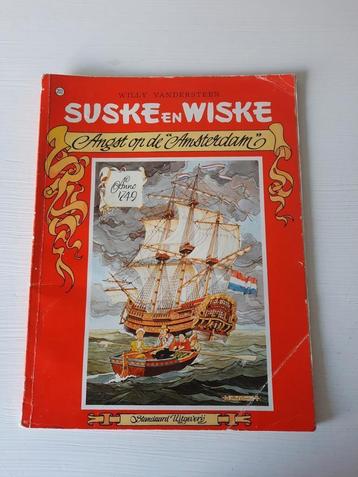 WILLY VANDERSTEEN
SUSKE EN WISKE
Angst op de "Amsterdam"
Anno
1749
Standaard Uitgeverij